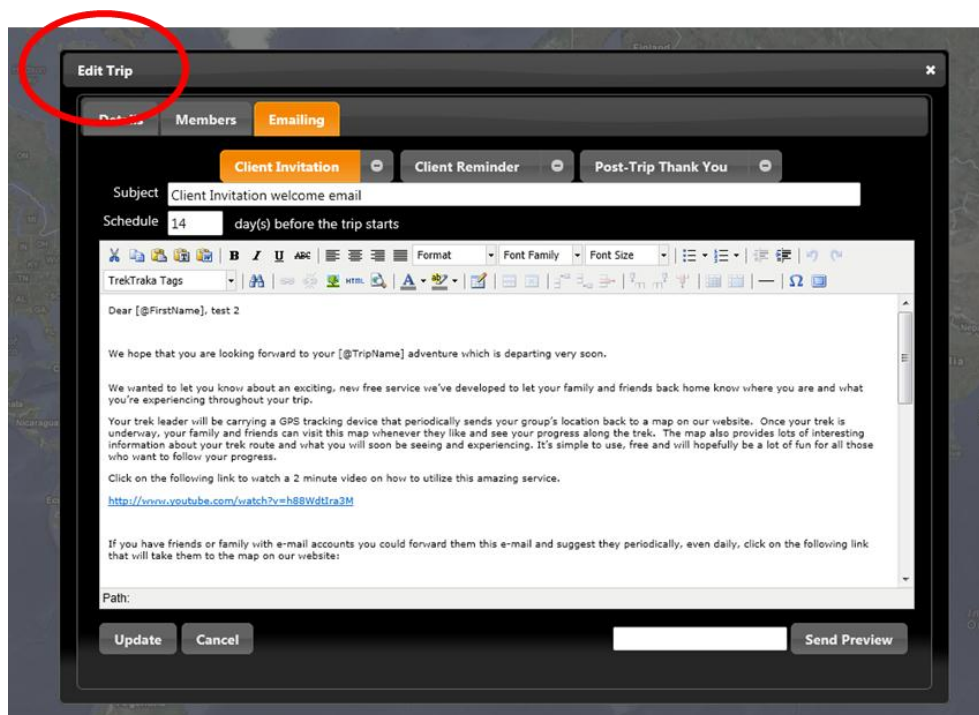 Finland
Edit Trip
Details Members Emailing
Client Invitation Client Reminder Post-Trip Thank You
Subject Client Invitation welcome email
Schedule 14 day(s) before the trip starts
B I U ABC Format Font Family Font Size
TrekTraka Tags HTML A ab Ω
Dear [@FirstName], test 2
We hope that you are looking forward to your [@TripName] adventure which is departing very soon.
We wanted to let you know about an exciting, new free service we've developed to let your family and friends back home know where you are and what
you're experiencing throughout your trip.
Your trek leader will be carrying a GPS tracking device that periodically sends your group's location back to a map on our website. Once your trek is
underway, your family and friends can visit this map whenever they like and see your progress along the trek. The map also provides lots of interesting
information about your trek route and what you will soon be seeing and experiencing. It's simple to use, free and will hopefully be a lot of fun for all those
who want to follow your progress.
Click on the following link to watch a 2 minute video on how to utilize this amazing service.
http://www.youtube.com/watch?v=h88WdtIra3M
If you have friends or family with e-mail accounts you could forward them this e-mail and suggest they periodically, even daily, click on the following link
that will take them to the map on our website:
Path:
Update Cancel Send Preview